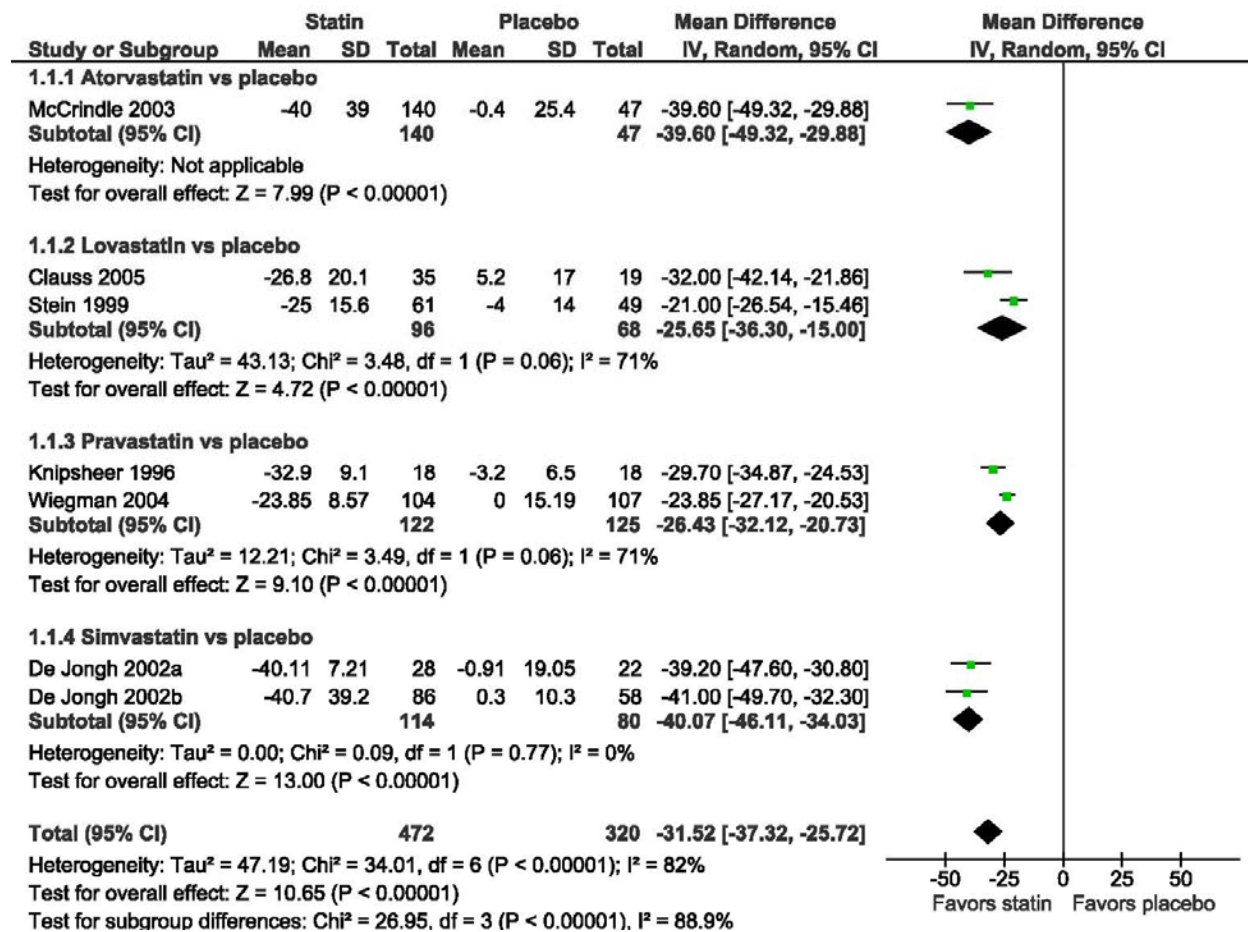 Statin Placebo Mean Difference Mean Difference
Study or Subgroup Mean SD Total Mean SD Total IV, Random, 95% CI IV, Random, 95% CI
1.1.1 Atorvastatin vs placebo
McCrindle 2003 -40 39 140 -0.4 25.4 47 -39.60 [-49.32, -29.88]
Subtotal (95% CI) 140 47 -39.60 [-49.32, -29.88]
Heterogeneity: Not applicable
Test for overall effect: Z = 7.99 (P < 0.00001)
1.1.2 Lovastatin vs placebo
Clauss 2005 -26.8 20.1 35 5.2 17 19 -32.00 [-42.14, -21.86]
Stein 1999 -25 15.6 61 -4 14 49 -21.00 [-26.54, -15.46]
Subtotal (95% CI) 96 68 -25.65 [-36.30, -15.00]
Heterogeneity: Tau² = 43.13; Chi² = 3.48, df = 1 (P = 0.06); I² = 71%
Test for overall effect: Z = 4.72 (P < 0.00001)
1.1.3 Pravastatin vs placebo
Knipsheer 1996 -32.9 9.1 18 -3.2 6.5 18 -29.70 [-34.87, -24.53]
Wiegman 2004 -23.85 8.57 104 0 15.19 107 -23.85 [-27.17, -20.53]
Subtotal (95% CI) 122 125 -26.43 [-32.12, -20.73]
Heterogeneity: Tau² = 12.21; Chi² = 3.49, df = 1 (P = 0.06); I² = 71%
Test for overall effect: Z = 9.10 (P < 0.00001)
1.1.4 Simvastatin vs placebo
De Jongh 2002a -40.11 7.21 28 -0.91 19.05 22 -39.20 [-47.60, -30.80]
De Jongh 2002b -40.7 39.2 86 0.3 10.3 58 -41.00 [-49.70, -32.30]
Subtotal (95% CI) 114 80 -40.07 [-46.11, -34.03]
Heterogeneity: Tau² = 0.00; Chi² = 0.09, df = 1 (P = 0.77); I² = 0%
Test for overall effect: Z = 13.00 (P < 0.00001)
Total (95% CI) 472 320 -31.52 [-37.32, -25.72]
Heterogeneity: Tau² = 47.19; Chi² = 34.01, df = 6 (P < 0.00001); I² = 82%
Test for overall effect: Z = 10.65 (P < 0.00001)
Test for subgroup differences: Chi² = 26.95, df = 3 (P < 0.00001), I² = 88.9%
-50 -25 0 25 50
Favors statin Favors placebo